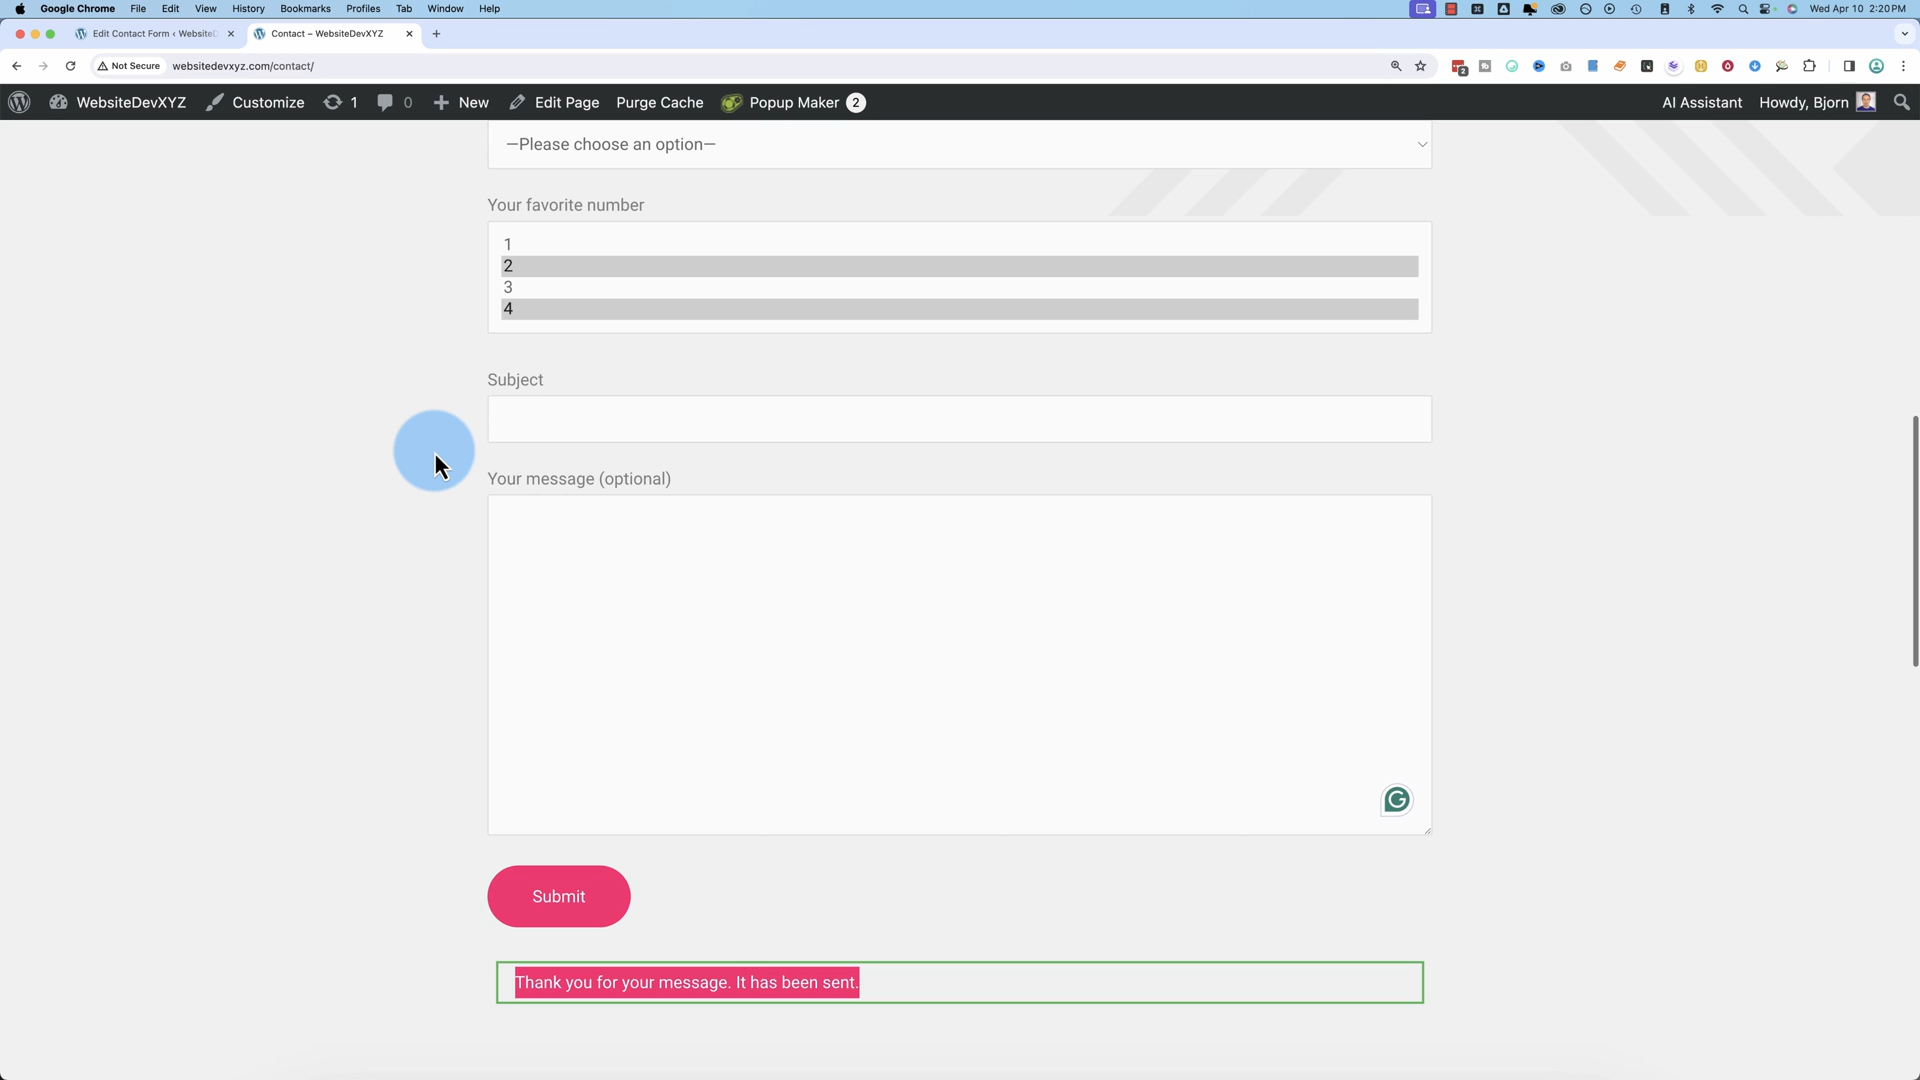 Google Chrome File Edit View History Bookmarks Profiles Tab Window Help Wed Apr 10 2:20 PM
Edit Contact Form ‹ WebsiteD Contact – WebsiteDevXYZ
Not Secure websitedevxyz.com/contact/ 2
WebsiteDevXYZ Customize 1 0 New Edit Page Purge Cache Popup Maker 2 AI Assistant Howdy, Bjorn
—Please choose an option—
Your favorite number
1
2
3
4
Subject
Your message (optional)
Submit
Thank you for your message. It has been sent.